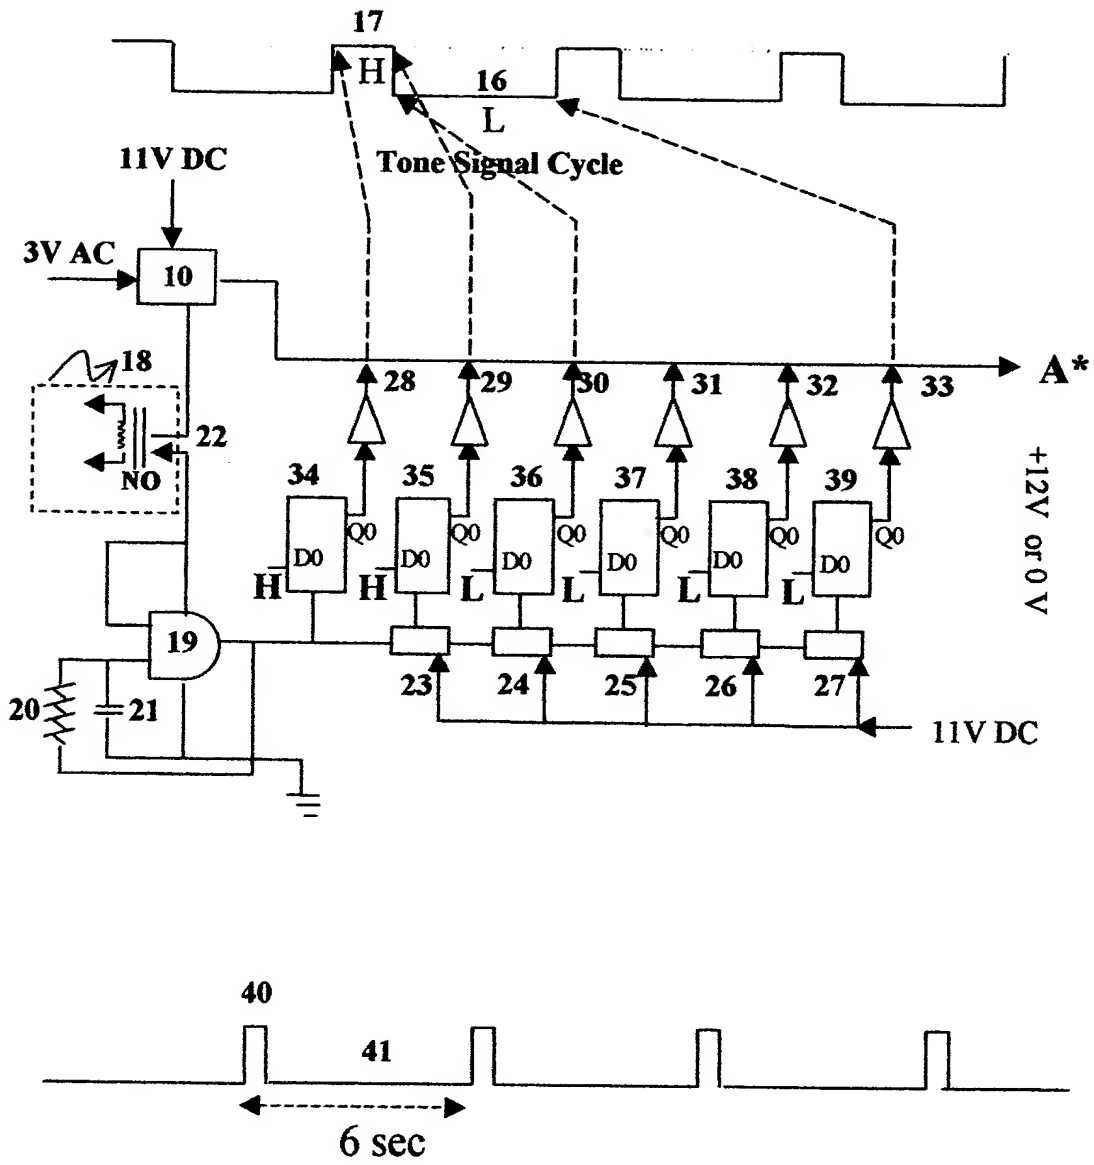 17
H
16
L
Tone Signal Cycle
11V DC
3V AC
10
18
A*
28
29
30
31
32
33
22
NO
34
35
36
37
38
39
Q0
Q0
Q0
Q0
Q0
Q0
D0
D0
D0
D0
D0
D0
H
H
L
L
L
L
+12V or 0 V
19
20
21
23
24
25
26
27
11V DC
40
41
6 sec